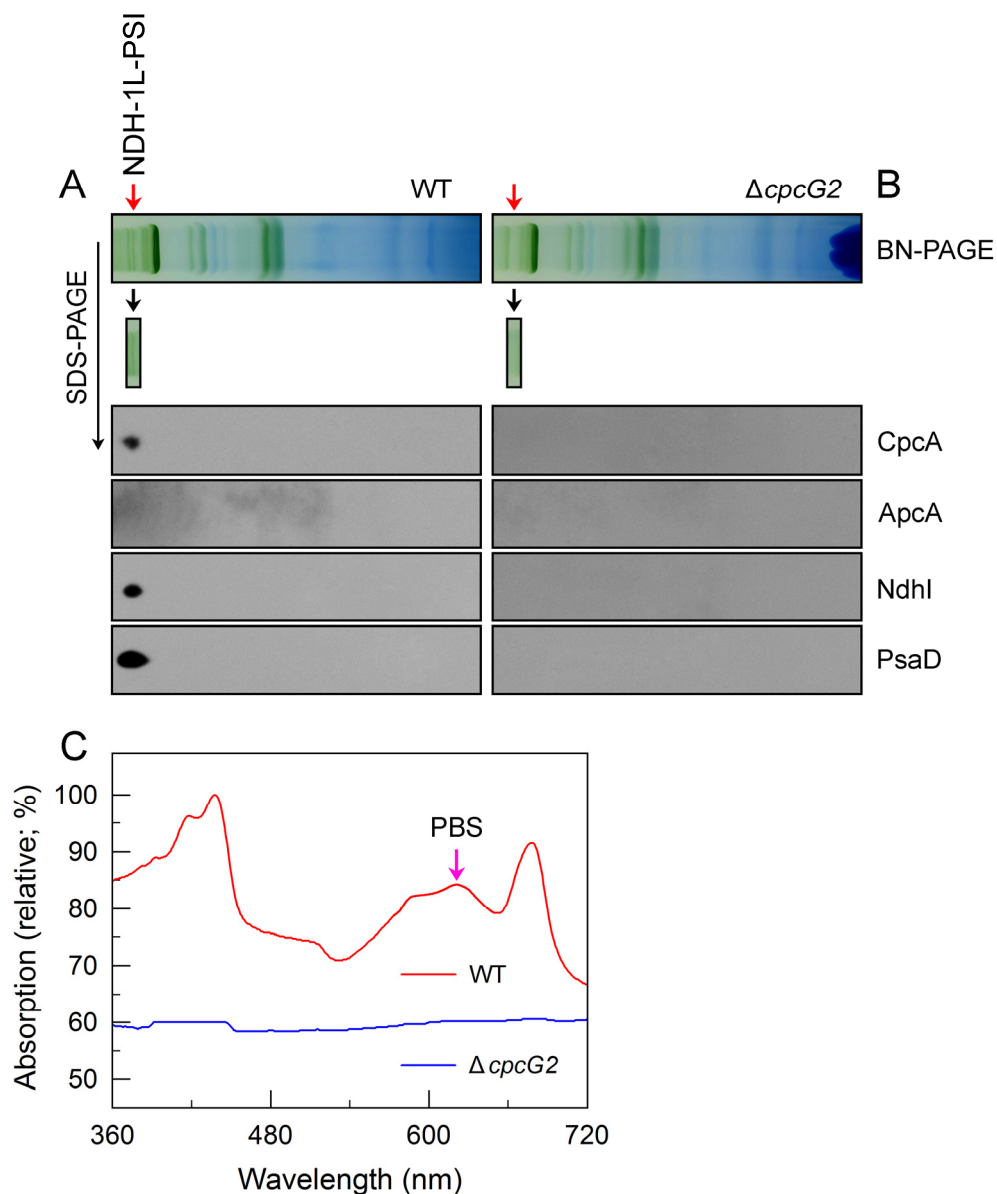 NDH-1L-PSI
A
WT
ΔcpcG2
B
BN-PAGE
SDS-PAGE
CpcA
ApcA
NdhI
PsaD
C
Absorption (relative; %)
100
90
80
70
60
50
PBS
WT
ΔcpcG2
360
480
600
720
Wavelength (nm)